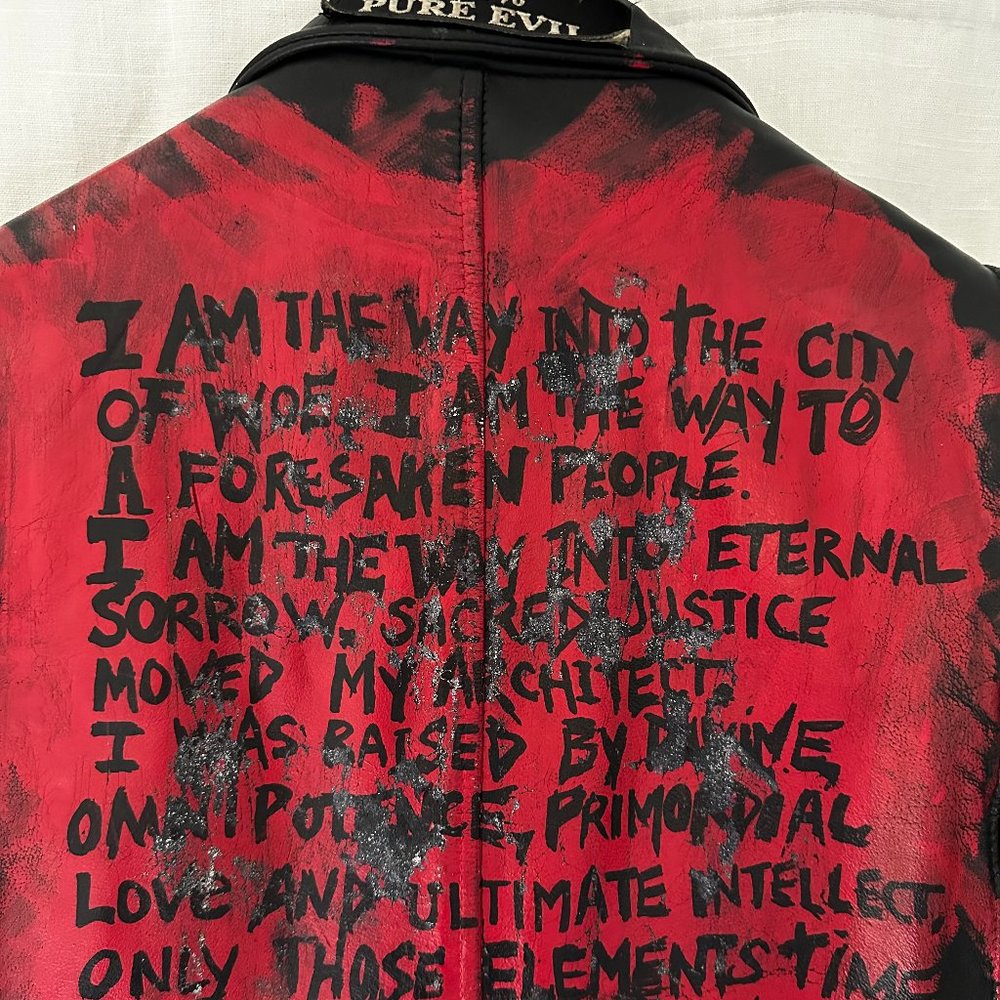 PURE EVIL
I AM THE WAY INTO THE CITY
OF WOE. I AM THE WAY TO
A FORESAKEN PEOPLE.
I AM THE WAY INTO ETERNAL
SORROW. SACRED JUSTICE
MOVED MY ARCHITECT.
I WAS RAISED BY DIVINE
OMNIPOTENCE, PRIMORDIAL
LOVE AND ULTIMATE INTELLECT.
ONLY THOSE ELEMENTS TIME